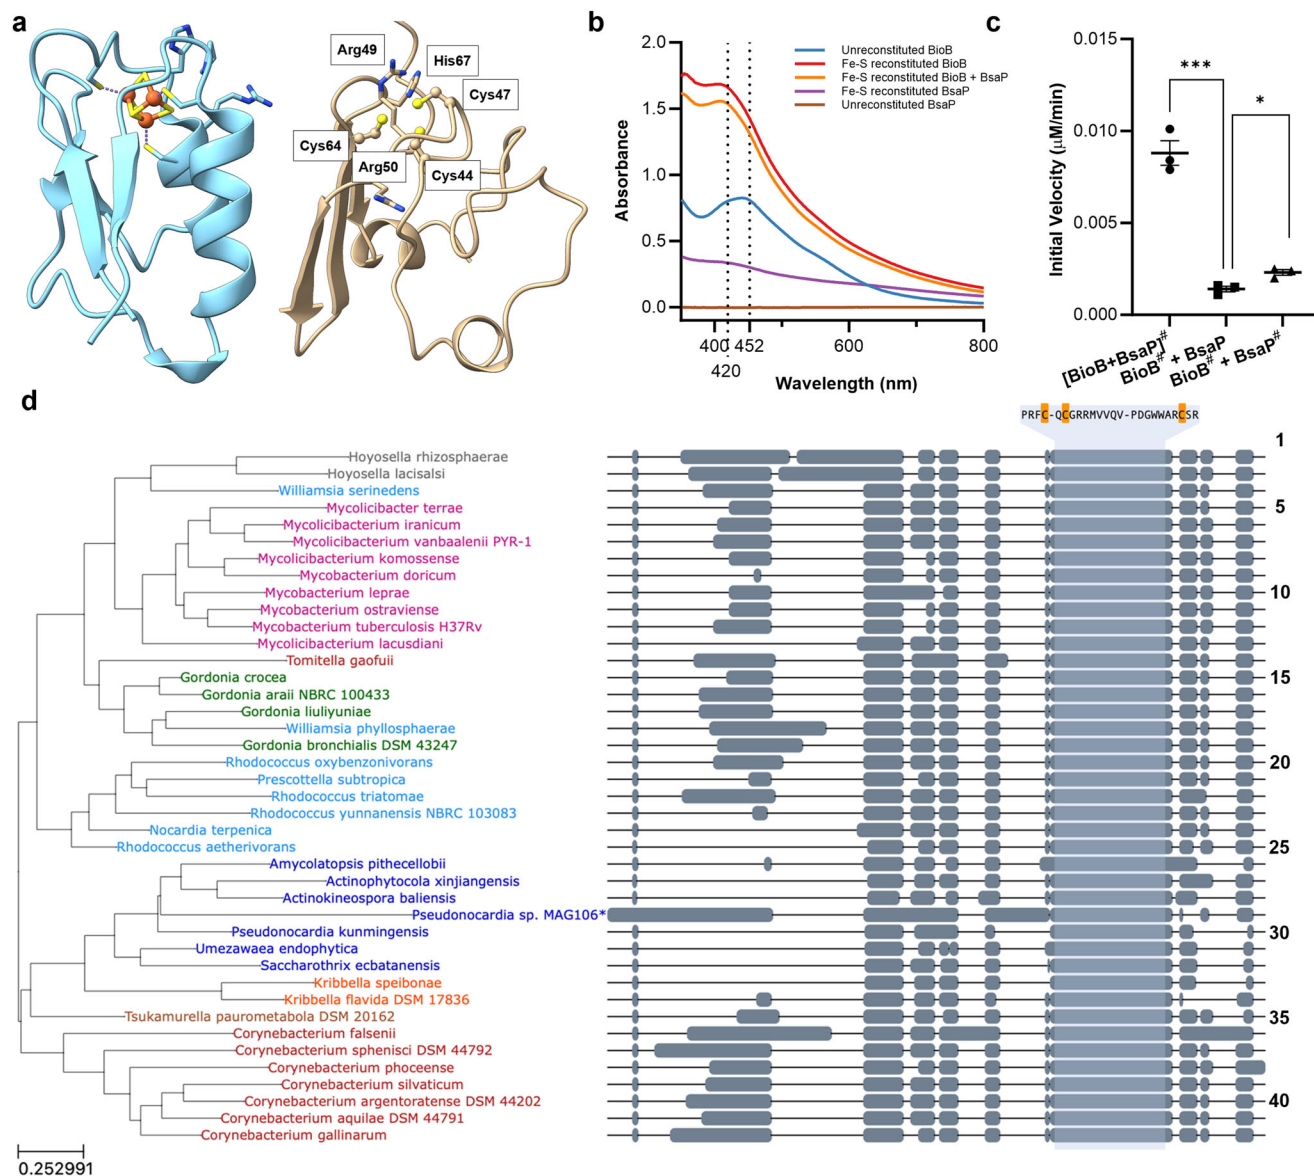 a
Arg49
His67
Cys47
Cys64
Arg50
Cys44
b
2.0
1.5
1.0
0.5
0.0
Absorbance
Unreconstituted BioB
Fe-S reconstituted BioB
Fe-S reconstituted BioB + BsaP
Fe-S reconstituted BsaP
Unreconstituted BsaP
400
452
600
800
420
Wavelength (nm)
c
0.015
0.010
0.005
0.000
Initial Velocity (µM/min)
***
*
[BioB+BsaP]#
BioB# + BsaP
BioB# + BsaP#
d
PRFC-QCGRRMVVQV-PDGWWARCSR
1
Hoyosella rhizosphaerae
Hoyosella lacisalsi
Williamsia serinedens
Mycolicibacter terrae
5
Mycolicibacterium iranicum
Mycolicibacterium vanbaalenii PYR-1
Mycolicibacterium komossense
Mycobacterium doricum
Mycobacterium leprae
10
Mycobacterium ostraviense
Mycobacterium tuberculosis H37Rv
Mycolicibacterium lacusdiani
Tomitella gaofuii
Gordonia crocea
15
Gordonia araii NBRC 100433
Gordonia liuliyuniae
Williamsia phyllosphaerae
Gordonia bronchialis DSM 43247
Rhodococcus oxybenzonivorans
20
Prescottella subtropica
Rhodococcus triatomae
Rhodococcus yunnanensis NBRC 103083
Nocardia terpenica
Rhodococcus aetherivorans
25
Amycolatopsis pithecellobii
Actinophytocola xinjiangensis
Actinokineospora baliensis
Pseudonocardia sp. MAG106*
Pseudonocardia kunmingensis
30
Umezawaea endophytica
Saccharothrix ecbatanensis
Kribbella speibonae
Kribbella flavida DSM 17836
Tsukamurella paurometabola DSM 20162
35
Corynebacterium falsenii
Corynebacterium sphenisci DSM 44792
Corynebacterium phoceense
Corynebacterium silvaticum
Corynebacterium argentoratense DSM 44202
40
Corynebacterium aquilae DSM 44791
Corynebacterium gallinarum
0.252991